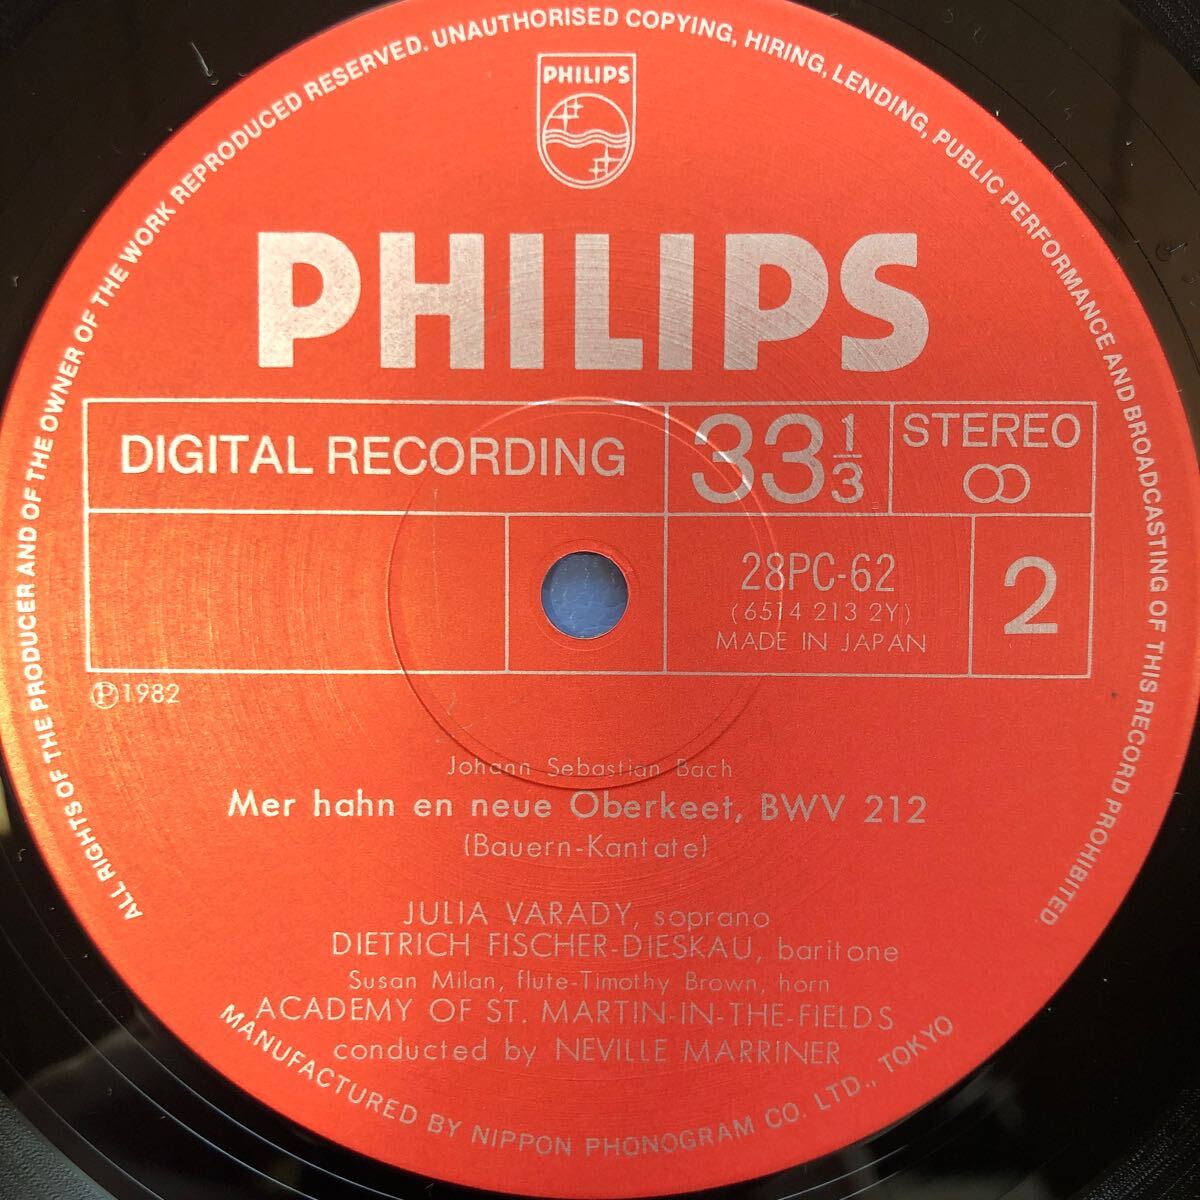 ALL RIGHTS OF THE PRODUCER AND OF THE OWNER OF THE WORK REPRODUCED RESERVED. UNAUTHORISED COPYING, HIRING, LENDING, PUBLIC PERFORMANCE AND BROADCASTING OF THIS RECORD PROHIBITED.
PHILIPS
PHILIPS
DIGITAL RECORDING
33 1/3
STEREO
28PC-62
(6514 213 2Y)
MADE IN JAPAN
2
Ⓟ1982
Johann Sebastian Bach
Mer hahn en neue Oberkeet, BWV 212
(Bauern-Kantate)
JULIA VARADY, soprano
DIETRICH FISCHER-DIESKAU, baritone
Susan Milan, flute-Timothy Brown, horn
ACADEMY OF ST. MARTIN-IN-THE-FIELDS
conducted by NEVILLE MARRINER
MANUFACTURED BY NIPPON PHONOGRAM CO. LTD., TOKYO